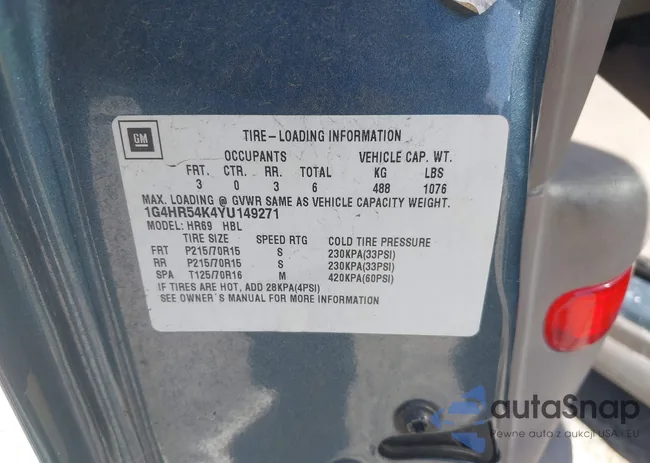 GM
TIRE-LOADING INFORMATION
OCCUPANTS VEHICLE CAP. WT.
FRT. CTR. RR. TOTAL KG LBS
3 0 3 6 488 1076
MAX. LOADING @ GVWR SAME AS VEHICLE CAPACITY WEIGHT.
1G4HR54K4YU149271
MODEL: HR69 HBL
TIRE SIZE SPEED RTG COLD TIRE PRESSURE
FRT P215/70R15 S 230KPA(33PSI)
RR P215/70R15 S 230KPA(33PSI)
SPA T125/70R16 M 420KPA(60PSI)
IF TIRES ARE HOT, ADD 28KPA(4PSI)
SEE OWNER'S MANUAL FOR MORE INFORMATION
autaSnap
Pewne auta z aukcji USA i EU